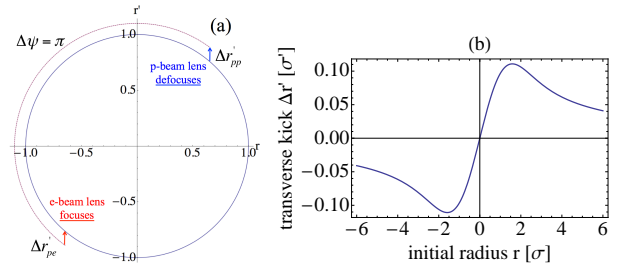 (a)
r'
Δψ = π
1.0
Δr'pp
p-beam lens
defocuses
0.5
r
−1.0 −0.5 0.5 1.0
e-beam lens
focuses
−0.5
Δr'pe
−1.0
(b)
transverse kick Δr' [σ']
0.10
0.05
0.00
−0.05
−0.10
−6 −4 −2 0 2 4 6
initial radius r [σ]